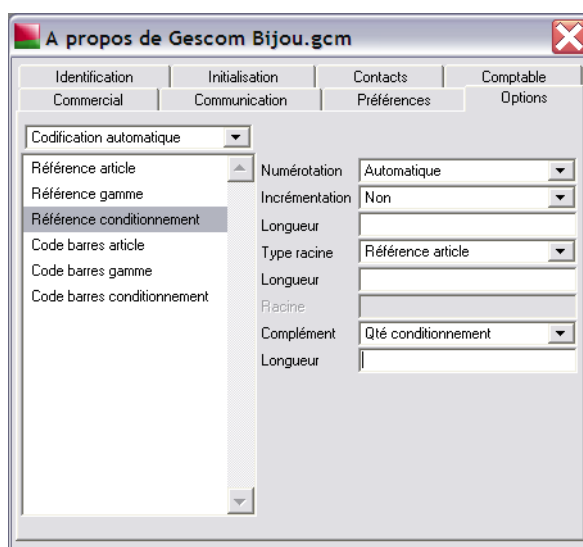 A propos de Gescom Bijou.gcm
Identification Initialisation Contacts Comptable
Commercial Communication Préférences Options
Codification automatique
Référence article
Référence gamme
Référence conditionnement
Code barres article
Code barres gamme
Code barres conditionnement
Numérotation Automatique
Incrémentation Non
Longueur
Type racine Référence article
Longueur
Racine
Complément Qté conditionnement
Longueur